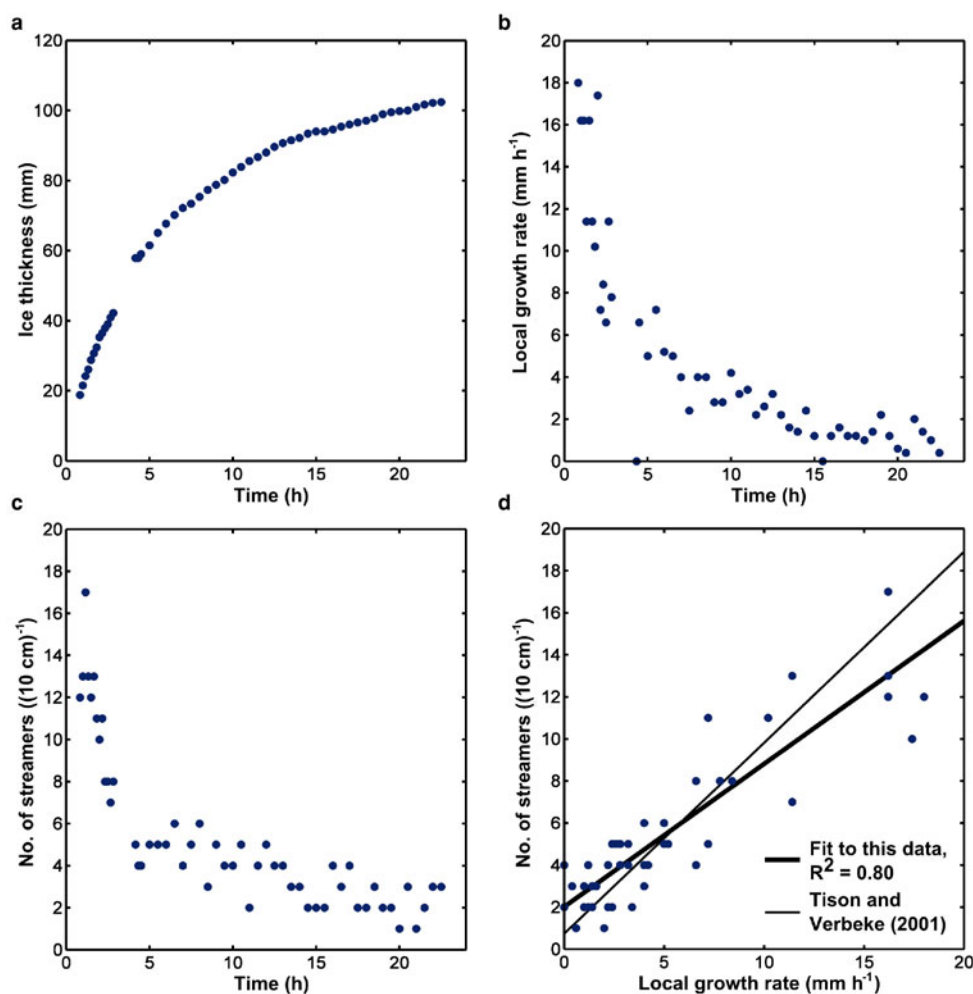 a
120
100
80
60
40
20
0
Ice thickness (mm)
0 5 10 15 20
Time (h)
b
20
18
16
14
12
10
8
6
4
2
0
Local growth rate (mm h⁻¹)
0 5 10 15 20
Time (h)
c
20
18
16
14
12
10
8
6
4
2
0
No. of streamers ((10 cm)⁻¹)
0 5 10 15 20
Time (h)
d
20
18
16
14
12
10
8
6
4
2
0
No. of streamers ((10 cm)⁻¹)
Fit to this data,
R² = 0.80
Tison and
Verbeke (2001)
0 5 10 15 20
Local growth rate (mm h⁻¹)